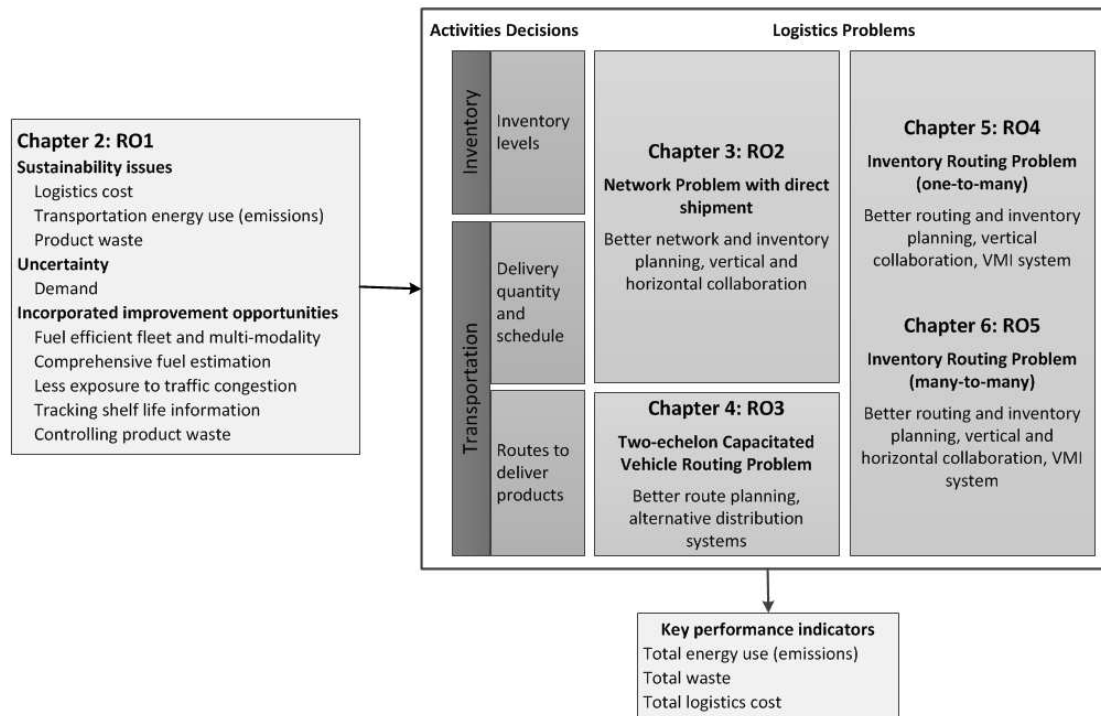 Chapter 2: RO1
Sustainability issues
Logistics cost
Transportation energy use (emissions)
Product waste
Uncertainty
Demand
Incorporated improvement opportunities
Fuel efficient fleet and multi-modality
Comprehensive fuel estimation
Less exposure to traffic congestion
Tracking shelf life information
Controlling product waste
Activities Decisions
Logistics Problems
Inventory
Inventory
levels
Transportation
Delivery
quantity
and
schedule
Routes to
deliver
products
Chapter 3: RO2
Network Problem with direct
shipment
Better network and inventory
planning, vertical and
horizontal collaboration
Chapter 4: RO3
Two-echelon Capacitated
Vehicle Routing Problem
Better route planning,
alternative distribution
systems
Chapter 5: RO4
Inventory Routing Problem
(one-to-many)
Better routing and inventory
planning, vertical
collaboration, VMI system
Chapter 6: RO5
Inventory Routing Problem
(many-to-many)
Better routing and inventory
planning, vertical and
horizontal collaboration, VMI
system
Key performance indicators
Total energy use (emissions)
Total waste
Total logistics cost